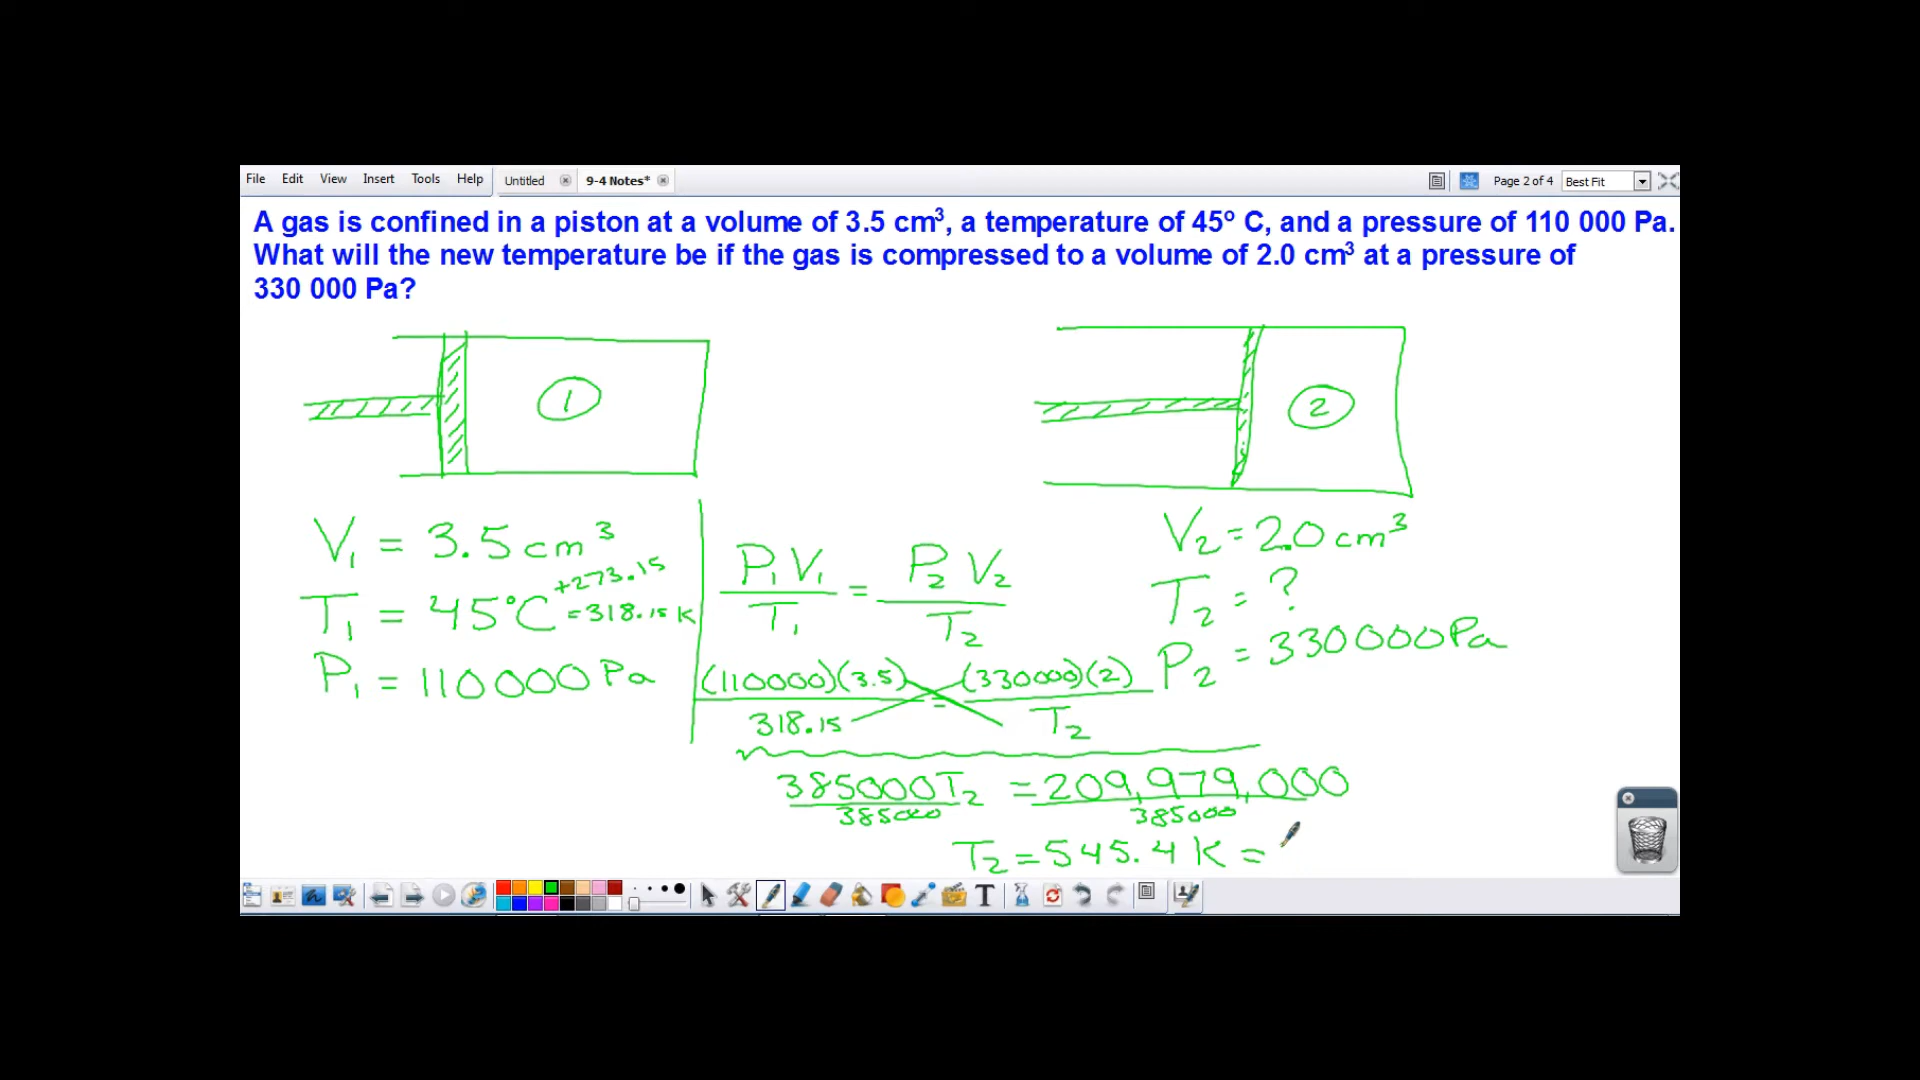 File Edit View Insert Tools Help Untitled 9-4 Notes* Page 2 of 4 Best Fit
A gas is confined in a piston at a volume of 3.5 cm³, a temperature of 45º C, and a pressure of 110 000 Pa.
What will the new temperature be if the gas is compressed to a volume of 2.0 cm³ at a pressure of
330 000 Pa?
1
2
V₁ = 3.5 cm³
+273.15
T₁ = 45°C = 318.15 K
P₁ = 110000 Pa
P₁ V₁ = P₂ V₂
T₁ T₂
(110000)(3.5) = (330000)(2)
318.15 T₂
V₂ = 2.0 cm³
T₂ = ?
P₂ = 330000 Pa
385000T₂ = 209,979,000
385000 385000
T₂ = 545.4 K =
T